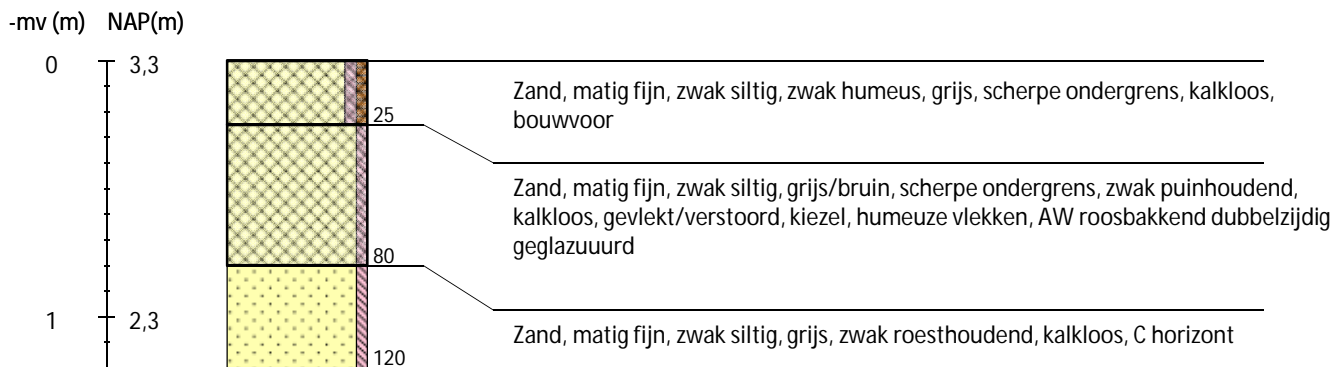 -mv (m) NAP(m)
0 3,3
Zand, matig fijn, zwak siltig, zwak humeus, grijs, scherpe ondergrens, kalkloos,
25
bouwvoor
Zand, matig fijn, zwak siltig, grijs/bruin, scherpe ondergrens, zwak puinhoudend,
kalkloos, gevlekt/verstoord, kiezel, humeuze vlekken, AW roosbakkend dubbelzijdig
geglazuuurd
80
1 2,3
Zand, matig fijn, zwak siltig, grijs, zwak roesthoudend, kalkloos, C horizont
120